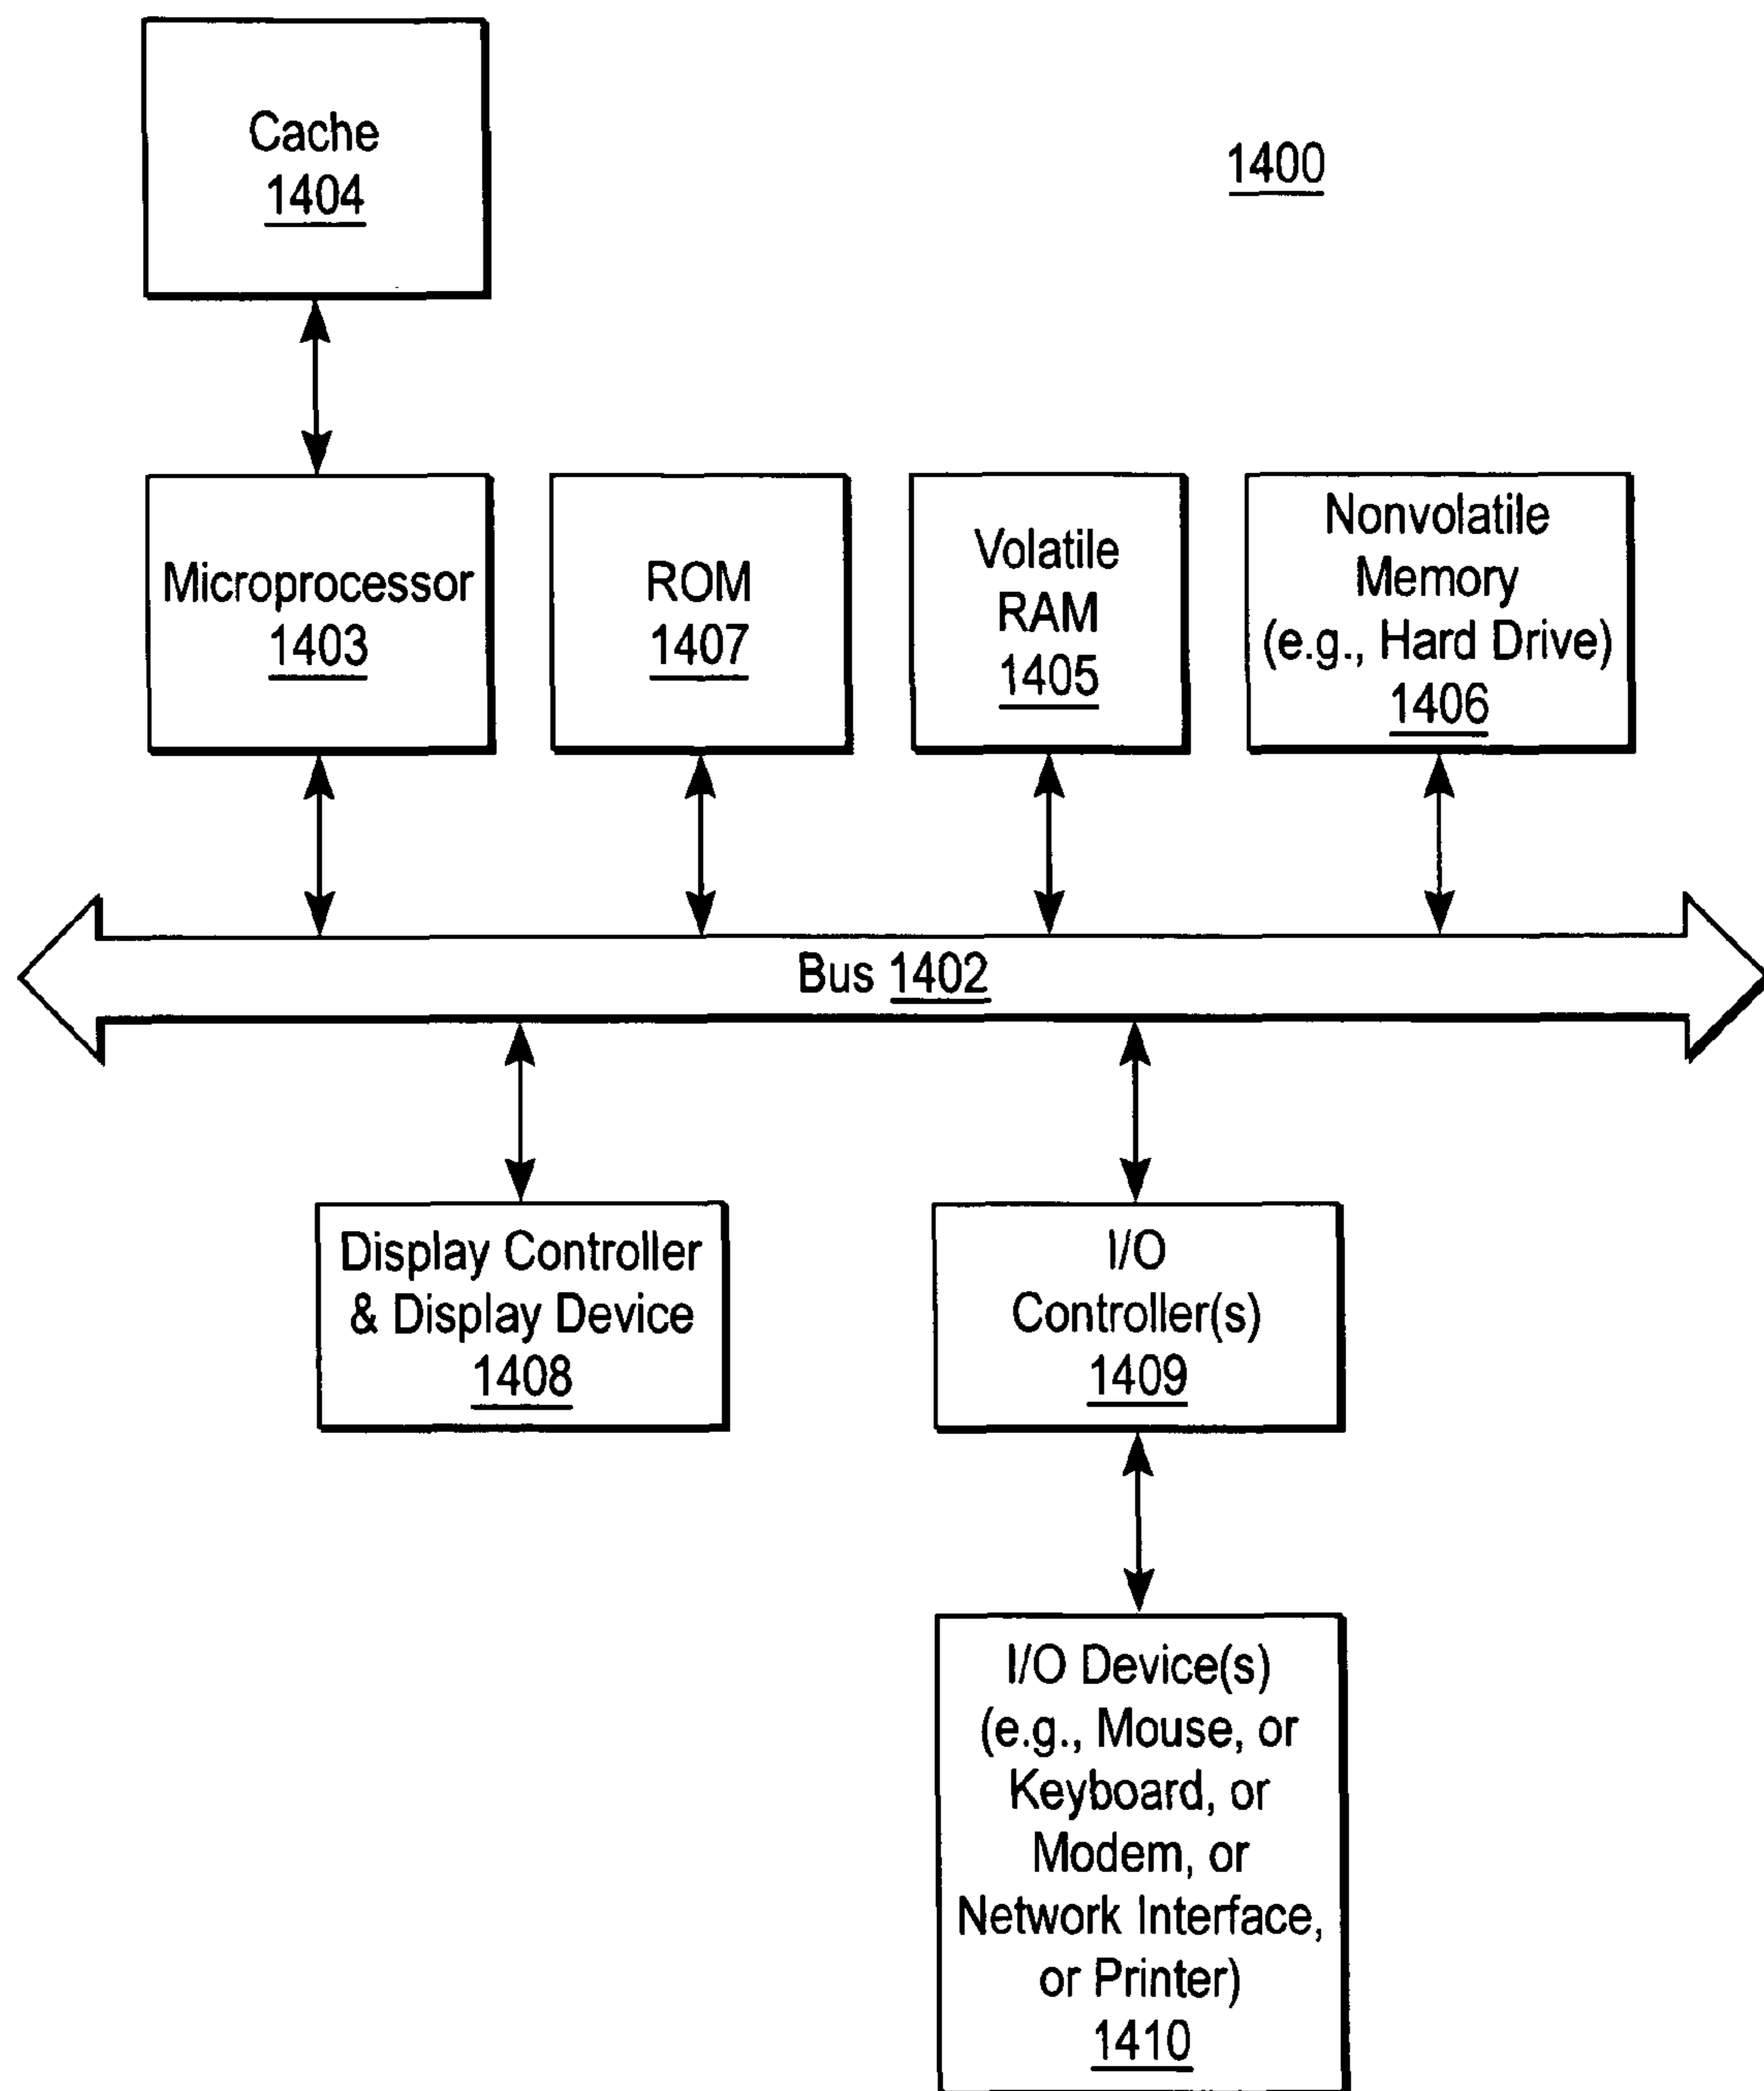 Cache
1404
1400
Microprocessor
1403
ROM
1407
Volatile
RAM
1405
Nonvolatile
Memory
(e.g., Hard Drive)
1406
Bus 1402
Display Controller
& Display Device
1408
I/O
Controller(s)
1409
I/O Device(s)
(e.g., Mouse, or
Keyboard, or
Modem, or
Network Interface,
or Printer)
1410